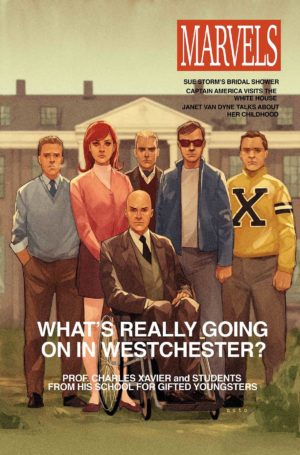 MARVELS
SUE STORM'S BRIDAL SHOWER
CAPTAIN AMERICA VISITS THE
WHITE HOUSE
JANET VAN DYNE TALKS ABOUT
HER CHILDHOOD
X
WHAT'S REALLY GOING
ON IN WESTCHESTER?
PROF. CHARLES XAVIER and STUDENTS
FROM HIS SCHOOL FOR GIFTED YOUNGSTERS
noto